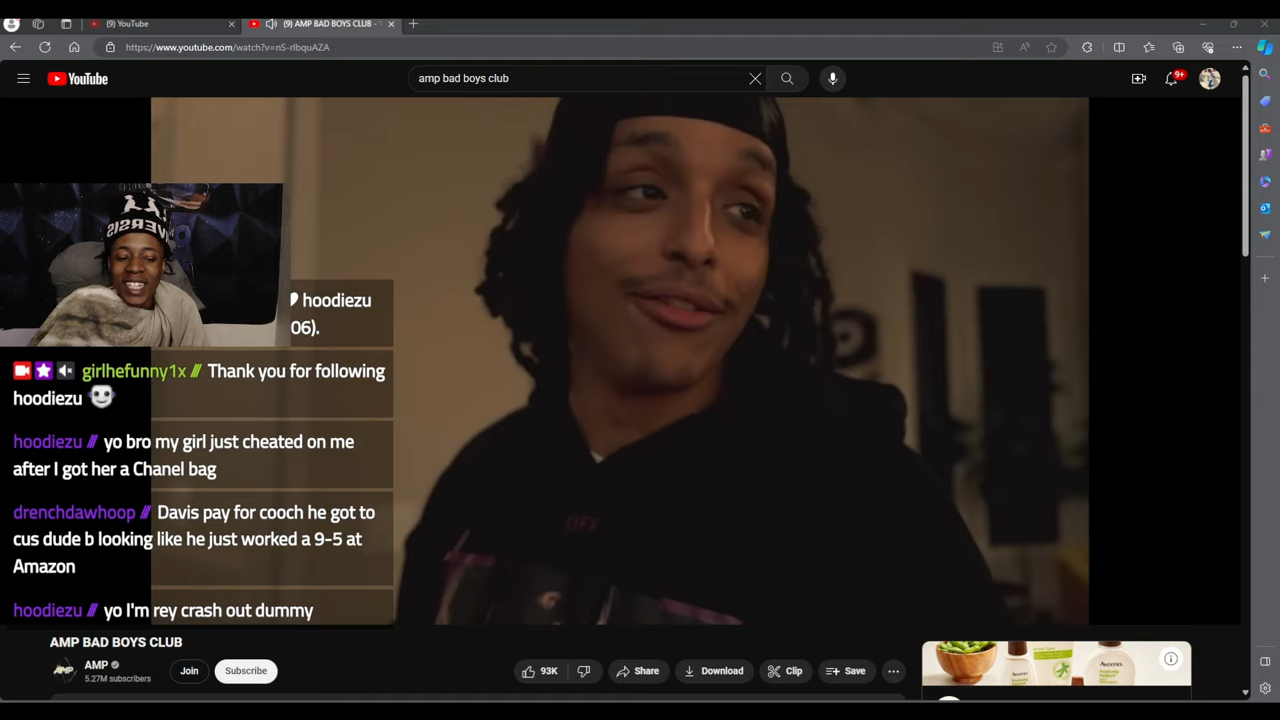 (9) YouTube
(9) AMP BAD BOYS CLUB -
https://www.youtube.com/watch?v=nS-rIbquAZA
YouTube
amp bad boys club
9+
hoodiezu
06).
girlhefunny1x // Thank you for following
hoodiezu
hoodiezu // yo bro my girl just cheated on me
after I got her a Chanel bag
drenchdawhoop // Davis pay for cooch he got to
cus dude b looking like he just worked a 9-5 at
Amazon
hoodiezu // yo I'm rey crash out dummy
OFF
AMP BAD BOYS CLUB
AMP
5.27M subscribers
Join
Subscribe
93K
Share
Download
Clip
Save
Aveeno